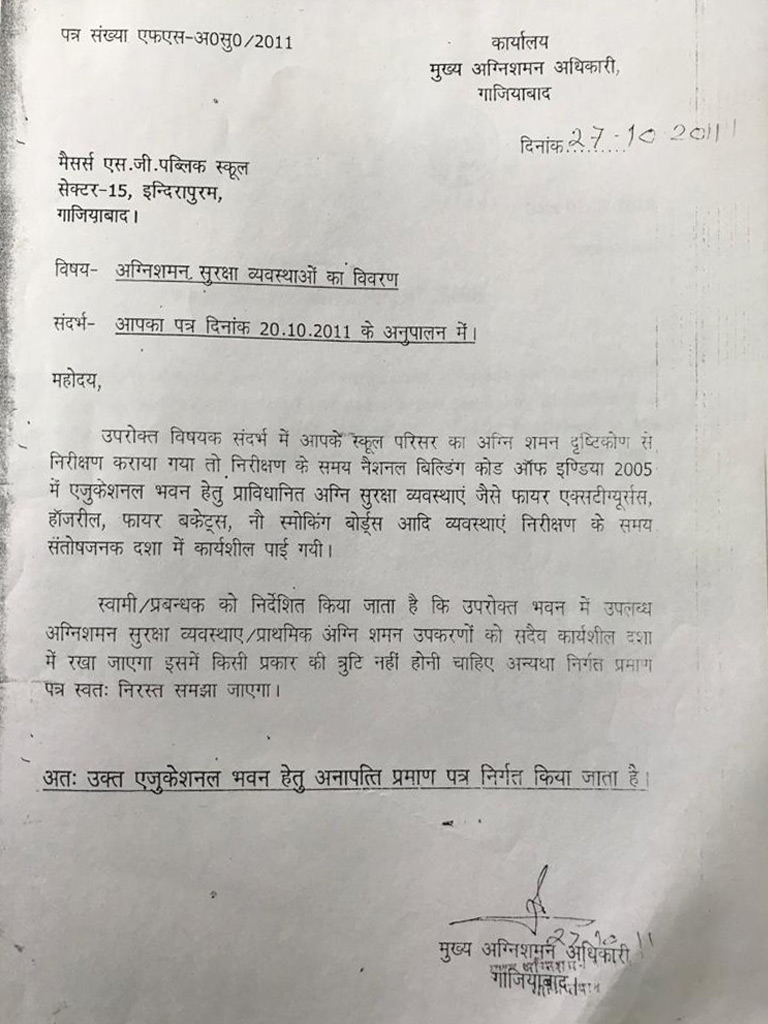 पत्र संख्या एफएस-अ0सु0/2011
कार्यालय
मुख्य अग्निशमन अधिकारी,
गाजियाबाद
दिनांक.27.10.2011
मैसर्स एस.जी.पब्लिक स्कूल
सेक्टर-15, इन्दिरापुरम,
गाजियाबाद।
विषय- अग्निशमन सुरक्षा व्यवस्थाओं का विवरण
संदर्भ- आपका पत्र दिनांक 20.10.2011 के अनुपालन में।
महोदय,
उपरोक्त विषयक संदर्भ में आपके स्कूल परिसर का अग्नि शमन दृष्टिकोण से
निरीक्षण कराया गया तो निरीक्षण के समय नैशनल बिल्डिंग कोड ऑफ इण्डिया 2005
में एजुकेशनल भवन हेतु प्राविधानित अग्नि सुरक्षा व्यवस्थाएं जैसे फायर एक्सटीग्यूर्सस,
हॉजरील, फायर बकेट्स, नौ स्मोकिंग बोर्ड्स आदि व्यवस्थाएं निरीक्षण के समय
संतोषजनक दशा में कार्यशील पाई गयी।
स्वामी/प्रबन्धक को निर्देशित किया जाता है कि उपरोक्त भवन में उपलब्ध
अग्निशमन सुरक्षा व्यवस्थाए/प्राथमिक अंग्नि शमन उपकरणों को सदैव कार्यशील दशा
में रखा जाएगा इसमें किसी प्रकार की त्रुटि नहीं होनी चाहिए अन्यथा निर्गत प्रमाण
पत्र स्वतः निरस्त समझा जाएगा।
अतः उक्त एजुकेशनल भवन हेतु अनापत्ति प्रमाण पत्र निर्गत किया जाता है।
27.10.11
मुख्य अग्निशमन अधिकारी
गाजियाबाद।